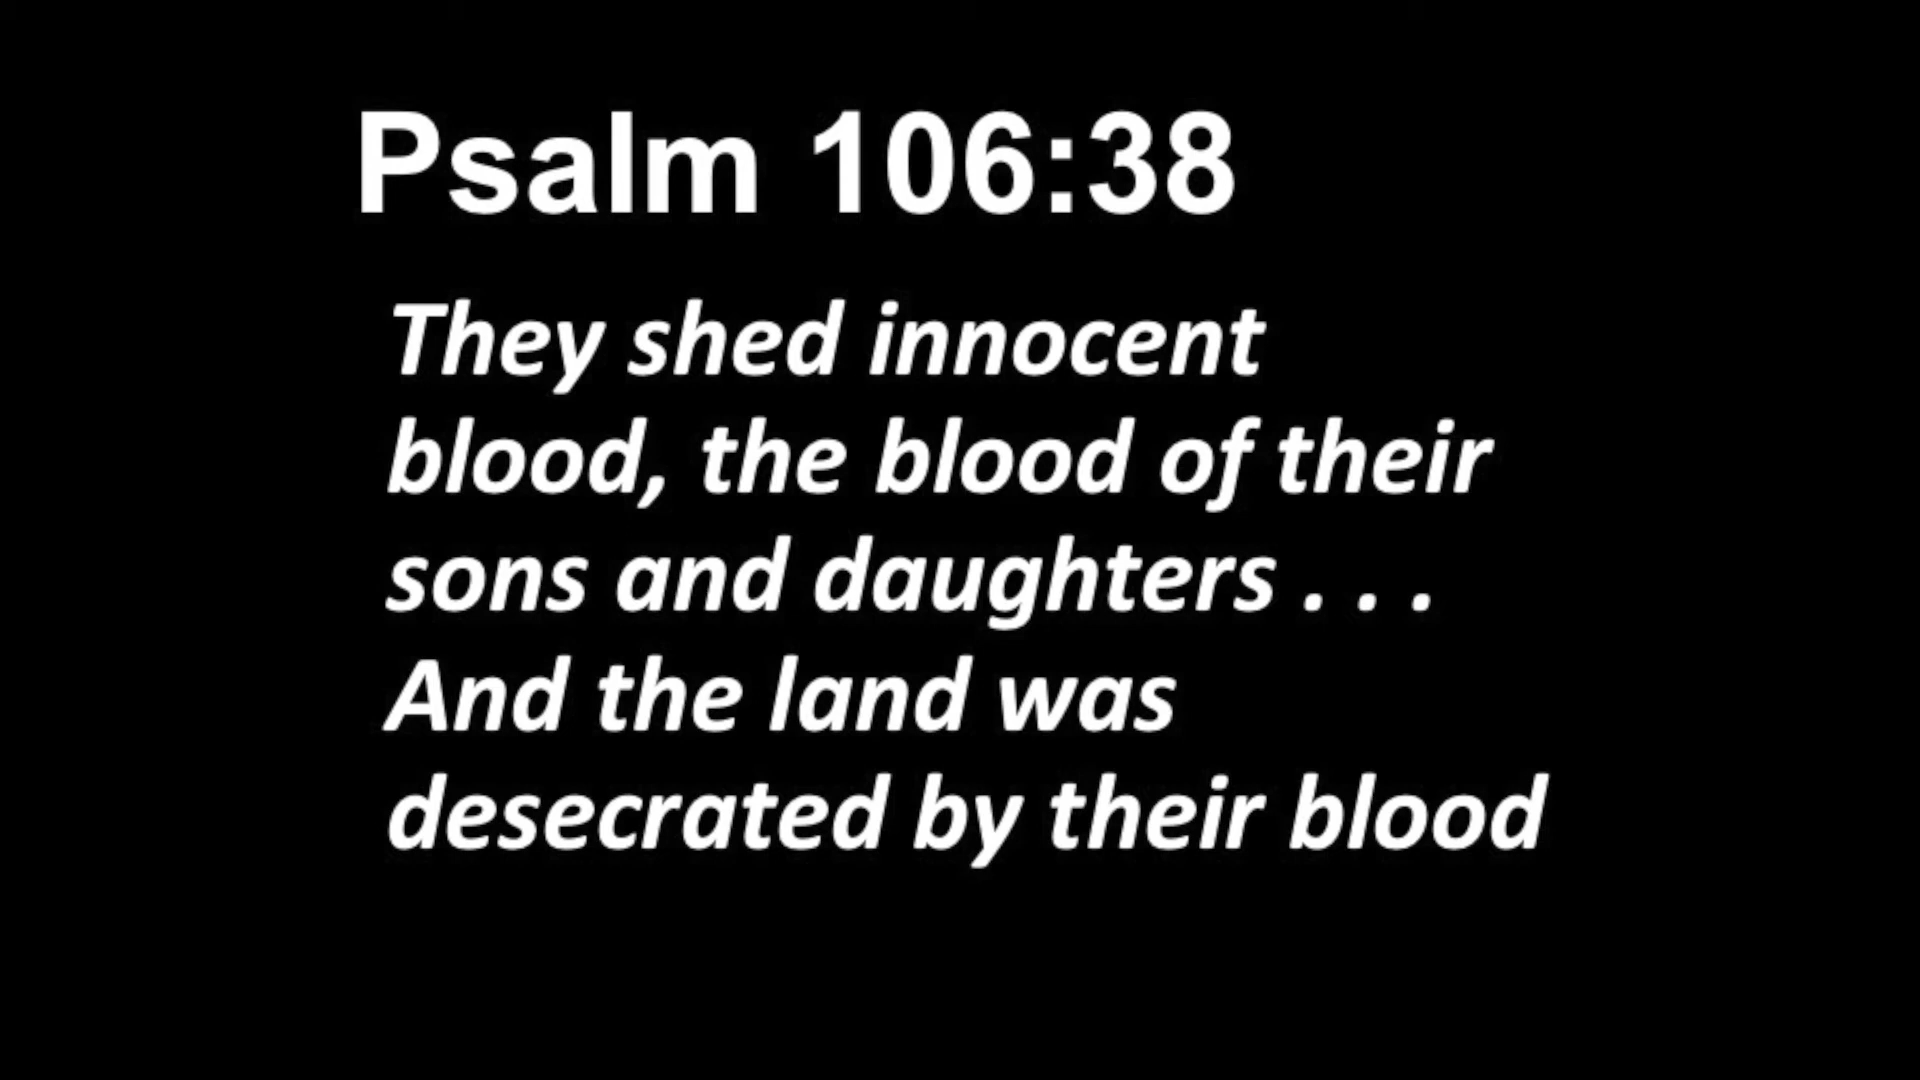 Psalm 106:38
They shed innocent
blood, the blood of their
sons and daughters . . .
And the land was
desecrated by their blood